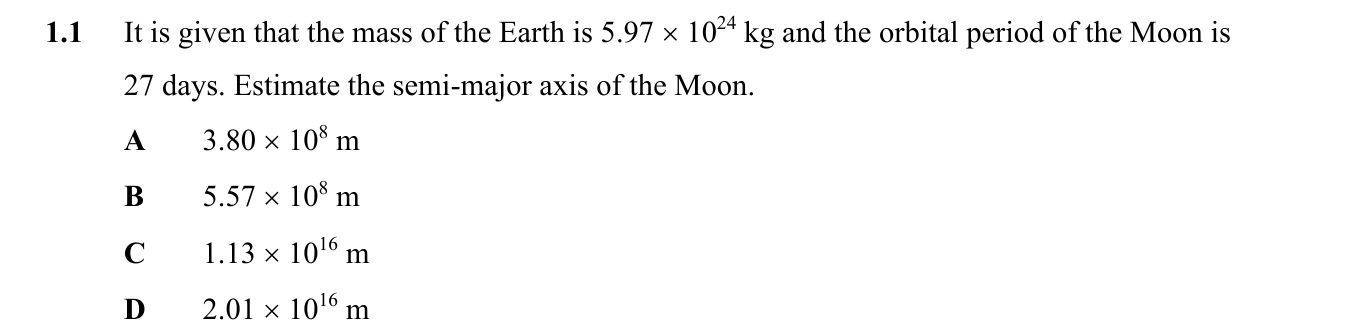 1.1 It is given that the mass of the Earth is 5.97 × 10²⁴ kg and the orbital period of the Moon is
27 days. Estimate the semi-major axis of the Moon.
A 3.80 × 10⁸ m
B 5.57 × 10⁸ m
C 1.13 × 10¹⁶ m
D 2.01 × 10¹⁶ m